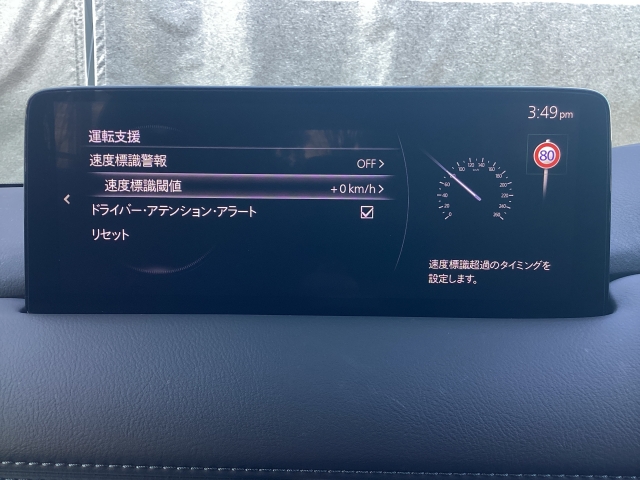 3:49 pm
運転支援
速度標識警報 OFF
速度標識閾値 +0 km/h
ドライバー・アテンション・アラート
リセット
80
速度標識超過のタイミングを
設定します。